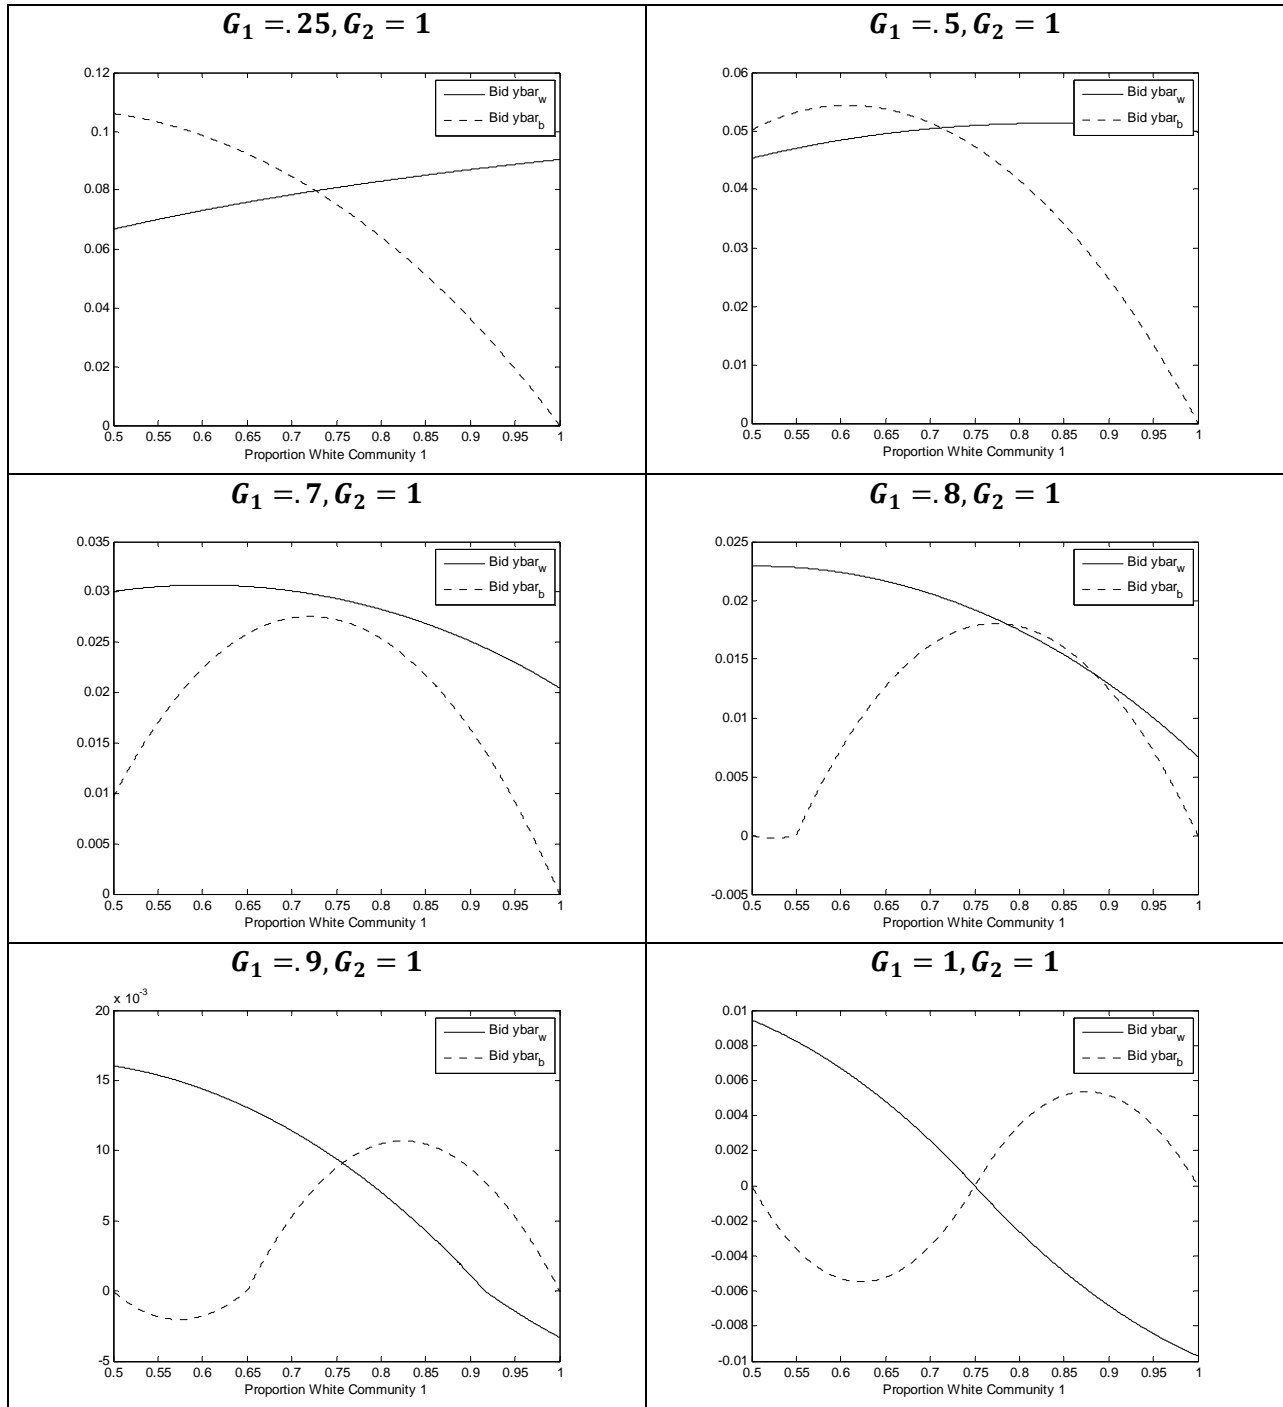 G₁ =.25, G₂ = 1
0.12
0.1
0.08
0.06
0.04
0.02
0
Bid ybar_w
Bid ybar_b
0.5 0.55 0.6 0.65 0.7 0.75 0.8 0.85 0.9 0.95 1
Proportion White Community 1
G₁ =.5, G₂ = 1
0.06
0.05
0.04
0.03
0.02
0.01
0
Bid ybar_w
Bid ybar_b
0.5 0.55 0.6 0.65 0.7 0.75 0.8 0.85 0.9 0.95 1
Proportion White Community 1
G₁ =.7, G₂ = 1
0.035
0.03
0.025
0.02
0.015
0.01
0.005
0
Bid ybar_w
Bid ybar_b
0.5 0.55 0.6 0.65 0.7 0.75 0.8 0.85 0.9 0.95 1
Proportion White Community 1
G₁ =.8, G₂ = 1
0.025
0.02
0.015
0.01
0.005
0
-0.005
Bid ybar_w
Bid ybar_b
0.5 0.55 0.6 0.65 0.7 0.75 0.8 0.85 0.9 0.95 1
Proportion White Community 1
G₁ =.9, G₂ = 1
x 10⁻³
20
15
10
5
0
-5
Bid ybar_w
Bid ybar_b
0.5 0.55 0.6 0.65 0.7 0.75 0.8 0.85 0.9 0.95 1
Proportion White Community 1
G₁ = 1, G₂ = 1
0.01
0.008
0.006
0.004
0.002
0
-0.002
-0.004
-0.006
-0.008
-0.01
Bid ybar_w
Bid ybar_b
0.5 0.55 0.6 0.65 0.7 0.75 0.8 0.85 0.9 0.95 1
Proportion White Community 1